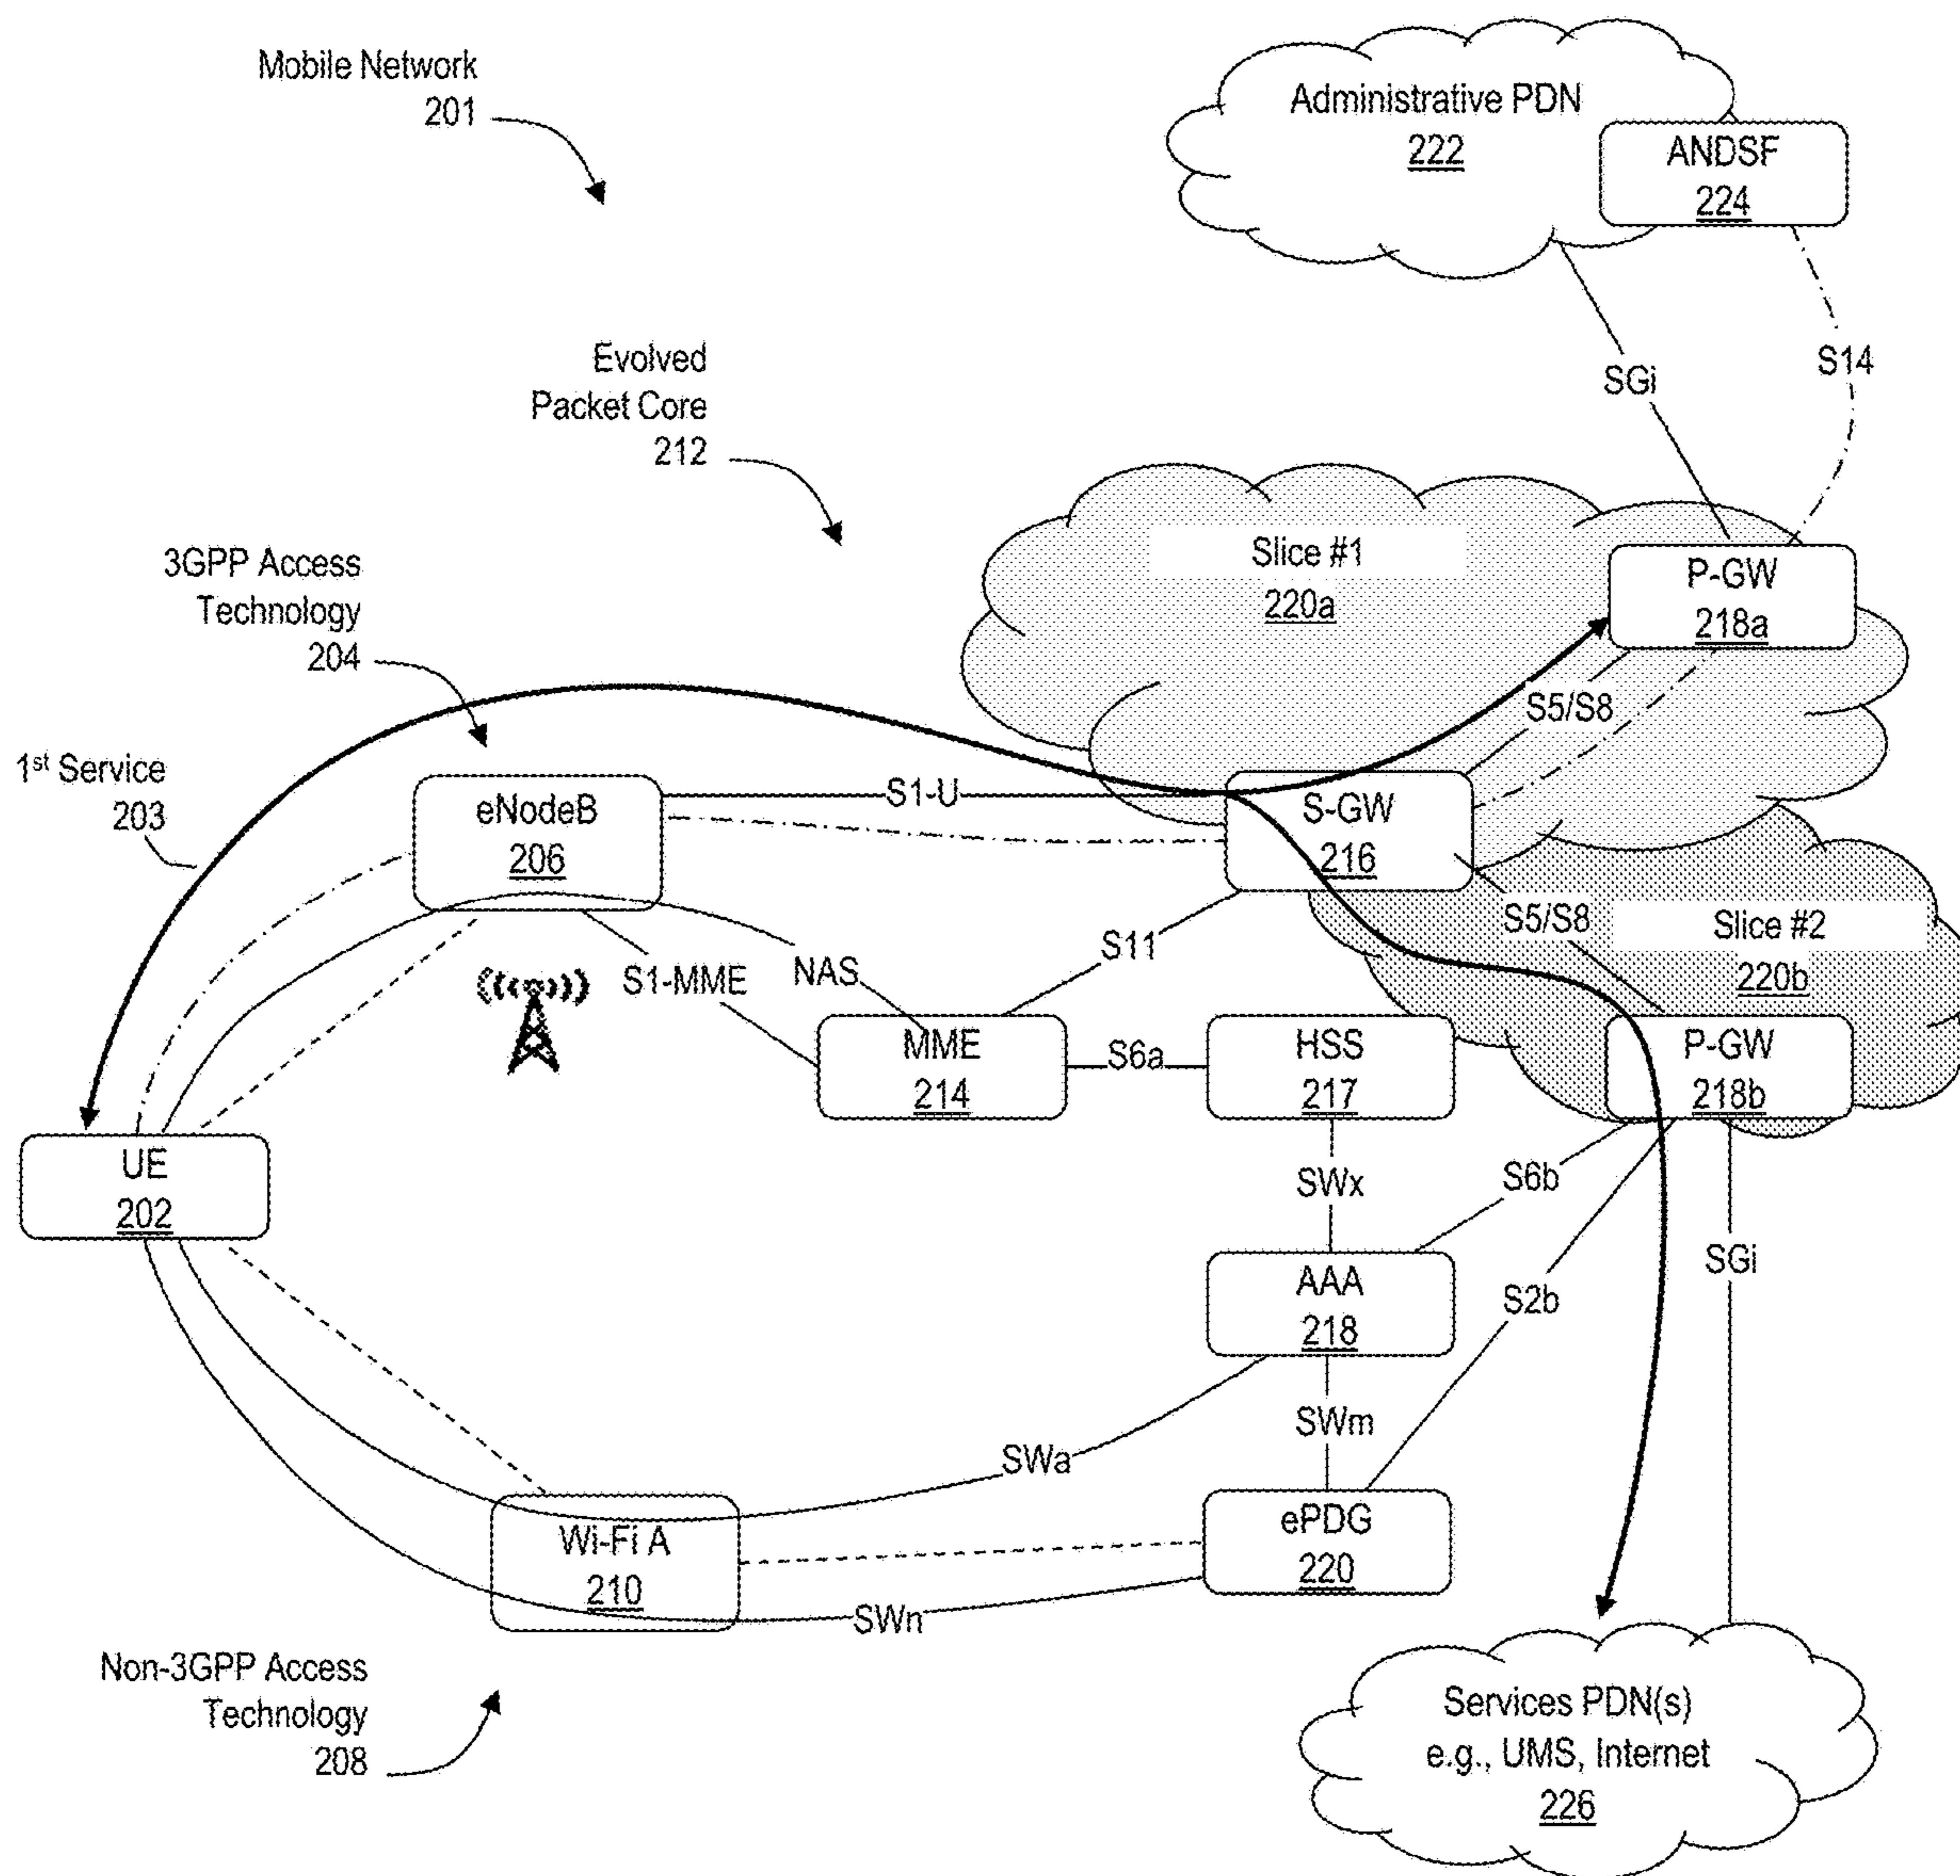 Mobile Network
201
Administrative PDN
222
ANDSF
224
Evolved
Packet Core
212
SGi
S14
3GPP Access
Technology
204
Slice #1
220a
P-GW
218a
S5/S8
1st Service
203
eNodeB
206
S1-U
S-GW
216
S5/S8
Slice #2
220b
S11
NAS
S1-MME
MME
214
S6a
HSS
217
P-GW
218b
UE
202
SWx
S6b
SGi
AAA
218
S2b
SWm
SWa
Wi-Fi A
210
ePDG
220
SWn
Non-3GPP Access
Technology
208
Services PDN(s)
e.g., UMS, Internet
226